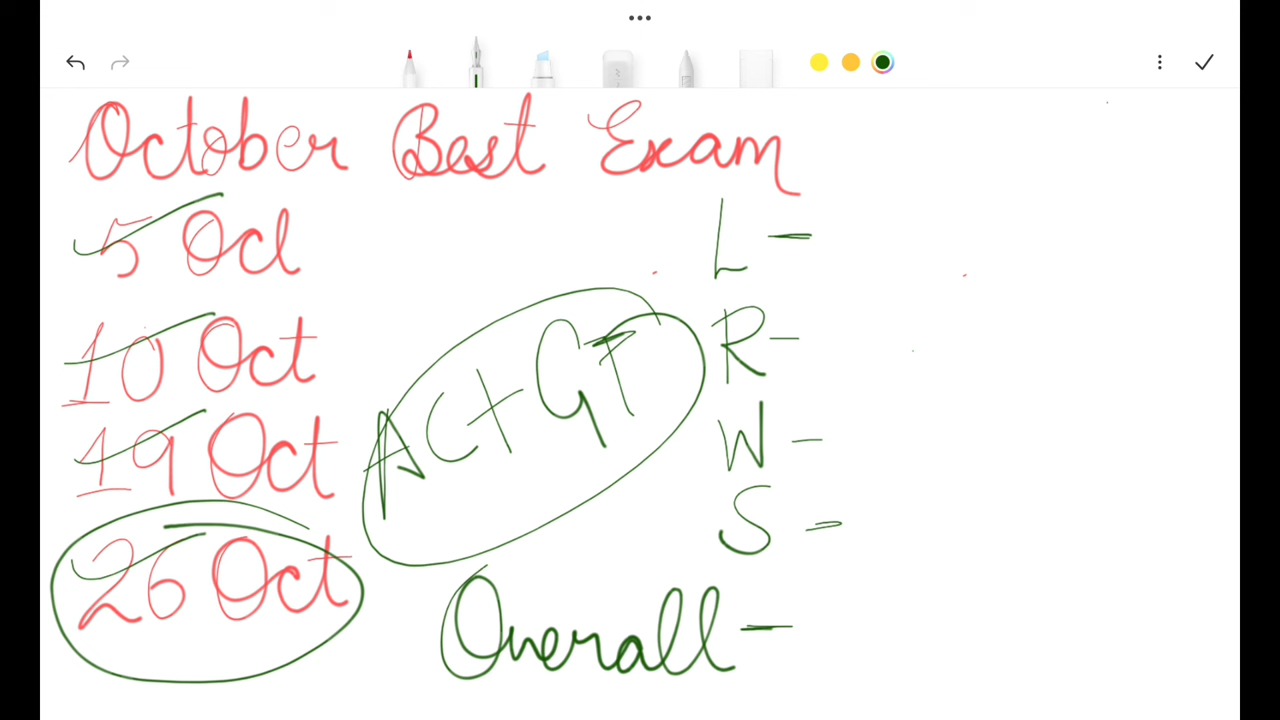 October Best Exam
5 Oct
10 Oct
19 Oct
26 Oct
AC+GT
L -
R -
W -
S =
Overall -